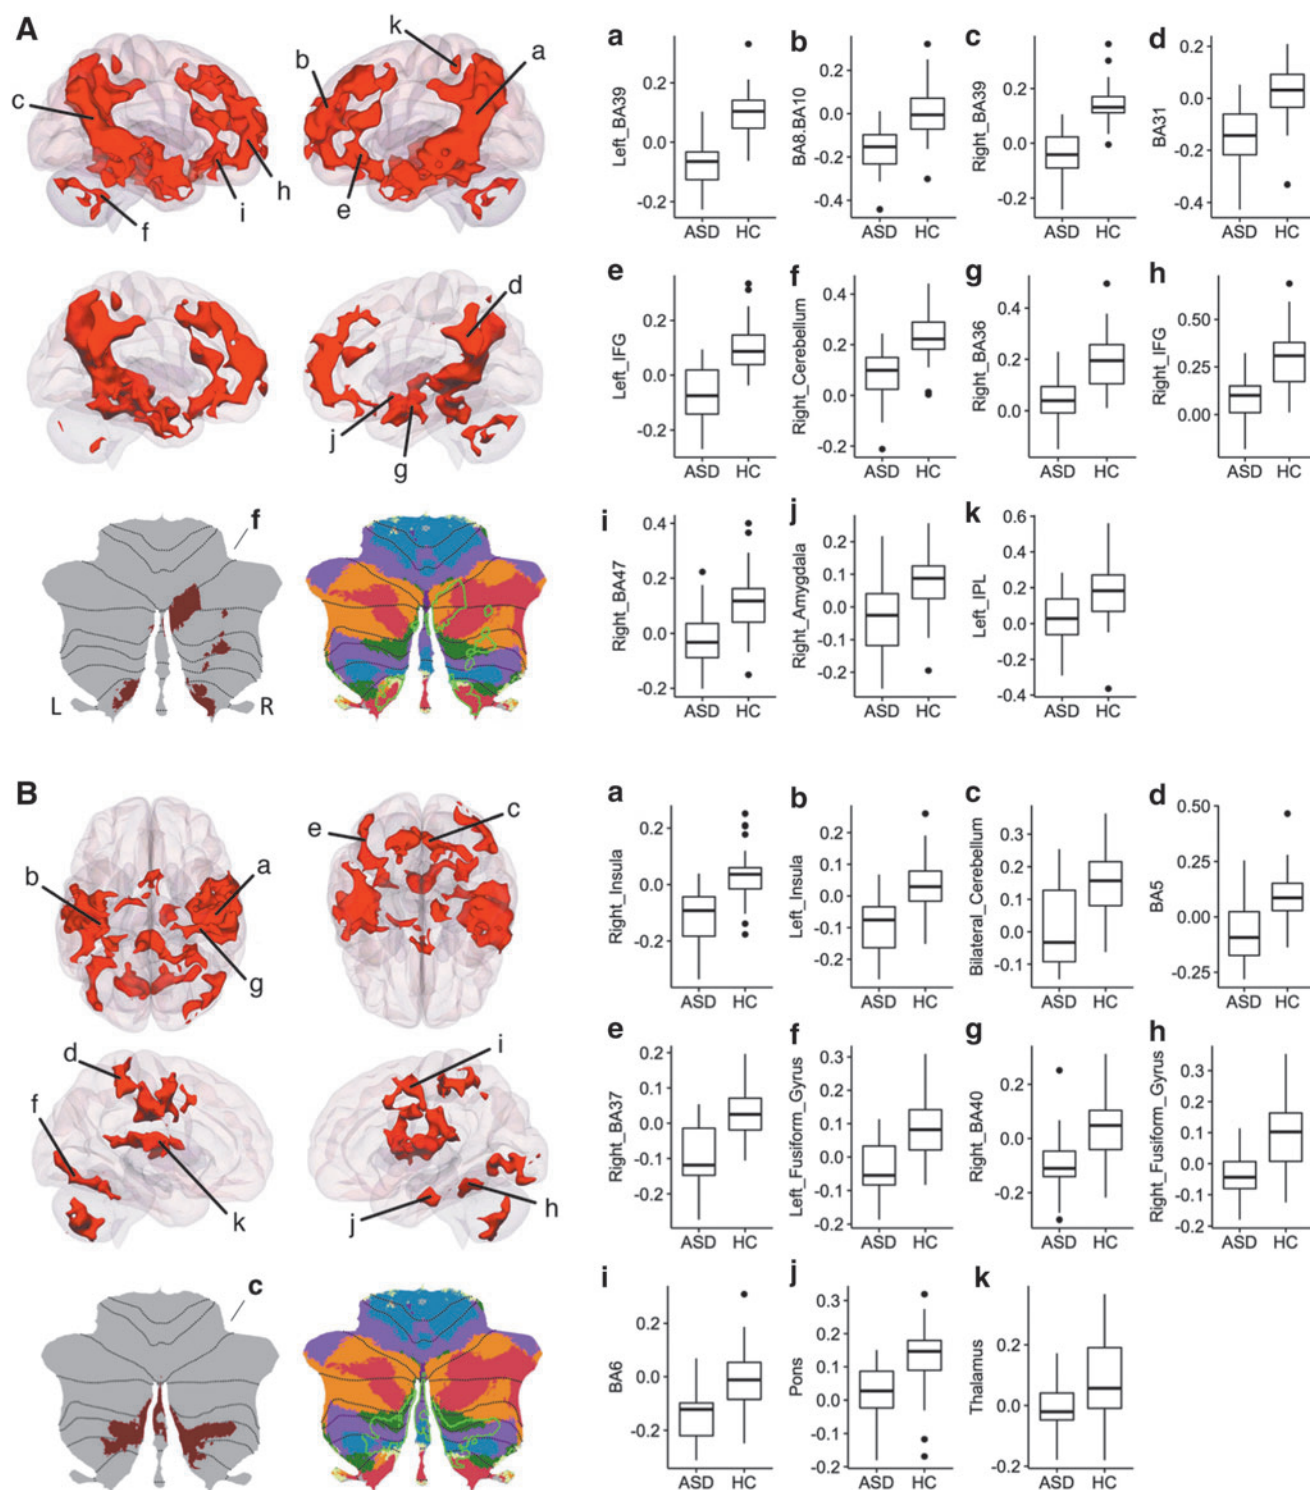 A
k
b
a
c
h
i
e
f
d
j
g
f
L
R
a
Left_BA39
0.2
0.0
-0.2
ASD HC
b
BA8.BA10
0.2
0.0
-0.2
-0.4
ASD HC
c
Right_BA39
0.2
0.0
-0.2
ASD HC
d
BA31
0.2
0.0
-0.2
-0.4
ASD HC
e
Left_IFG
0.2
0.0
-0.2
ASD HC
f
Right_Cerebellum
0.4
0.2
0.0
-0.2
ASD HC
g
Right_BA36
0.4
0.2
0.0
ASD HC
h
Right_IFG
0.50
0.25
0.00
ASD HC
i
Right_BA47
0.4
0.2
0.0
-0.2
ASD HC
j
Right_Amygdala
0.2
0.1
0.0
-0.1
-0.2
ASD HC
k
Left_IPL
0.6
0.4
0.2
0.0
-0.2
-0.4
ASD HC
B
b
a
g
e
c
d
f
k
i
j
h
c
a
Right_Insula
0.2
0.0
-0.2
ASD HC
b
Left_Insula
0.2
0.1
0.0
-0.1
-0.2
ASD HC
c
Bilateral_Cerebellum
0.3
0.2
0.1
0.0
-0.1
ASD HC
d
BA5
0.50
0.25
0.00
-0.25
ASD HC
e
Right_BA37
0.2
0.1
0.0
-0.1
-0.2
ASD HC
f
Left_Fusiform_Gyrus
0.3
0.2
0.1
0.0
-0.1
-0.2
ASD HC
g
Right_BA40
0.2
0.0
-0.2
ASD HC
h
Right_Fusiform_Gyrus
0.3
0.2
0.1
0.0
-0.1
-0.2
ASD HC
i
BA6
0.2
0.0
-0.2
ASD HC
j
Pons
0.3
0.2
0.1
0.0
-0.1
-0.2
ASD HC
k
Thalamus
0.2
0.0
-0.2
ASD HC